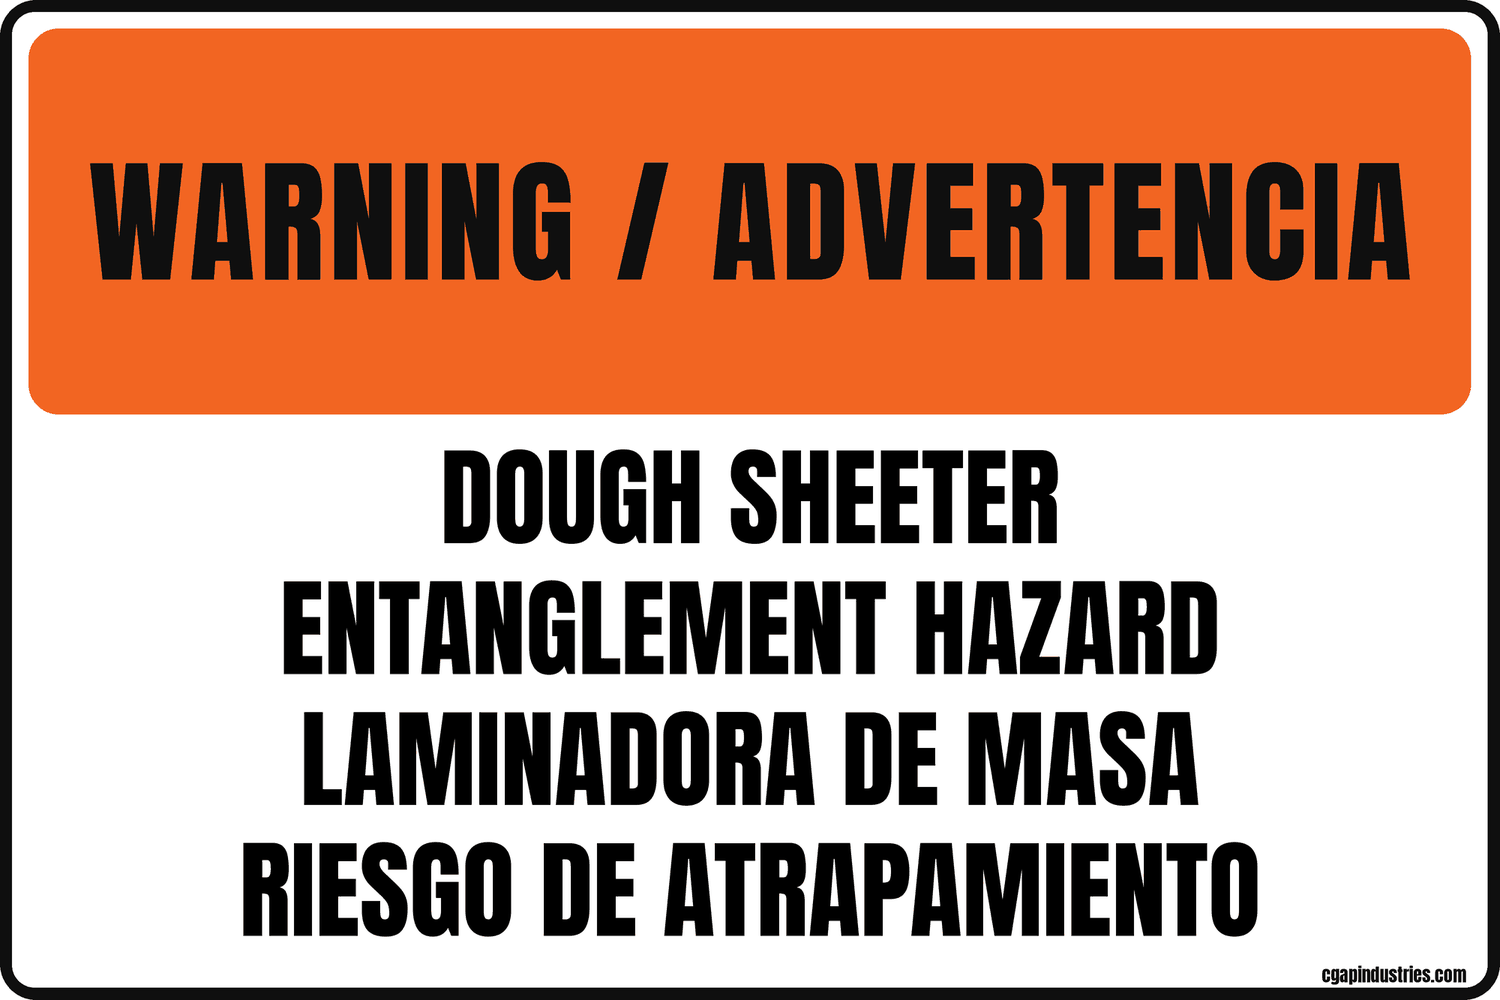 WARNING / ADVERTENCIA
DOUGH SHEETER
ENTANGLEMENT HAZARD
LAMINADORA DE MASA
RIESGO DE ATRAPAMIENTO
cgapindustries.com